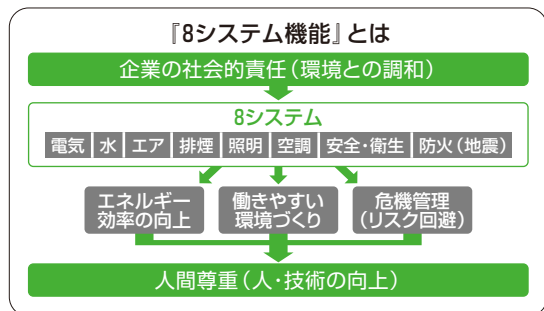 『8システム機能』とは
企業の社会的責任（環境との調和）
8システム
電気 水 エア 排煙 照明 空調 安全・衛生 防火（地震）
エネルギー
効率の向上
働きやすい
環境づくり
危機管理
（リスク回避）
人間尊重（人・技術の向上）